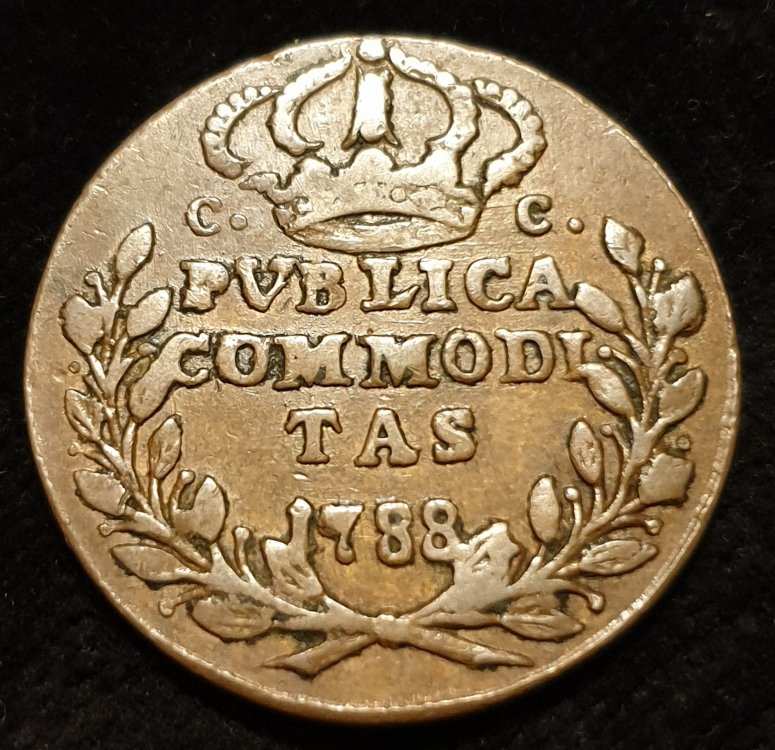 C. C.
PVBLICA
COMMODI
TAS
1788